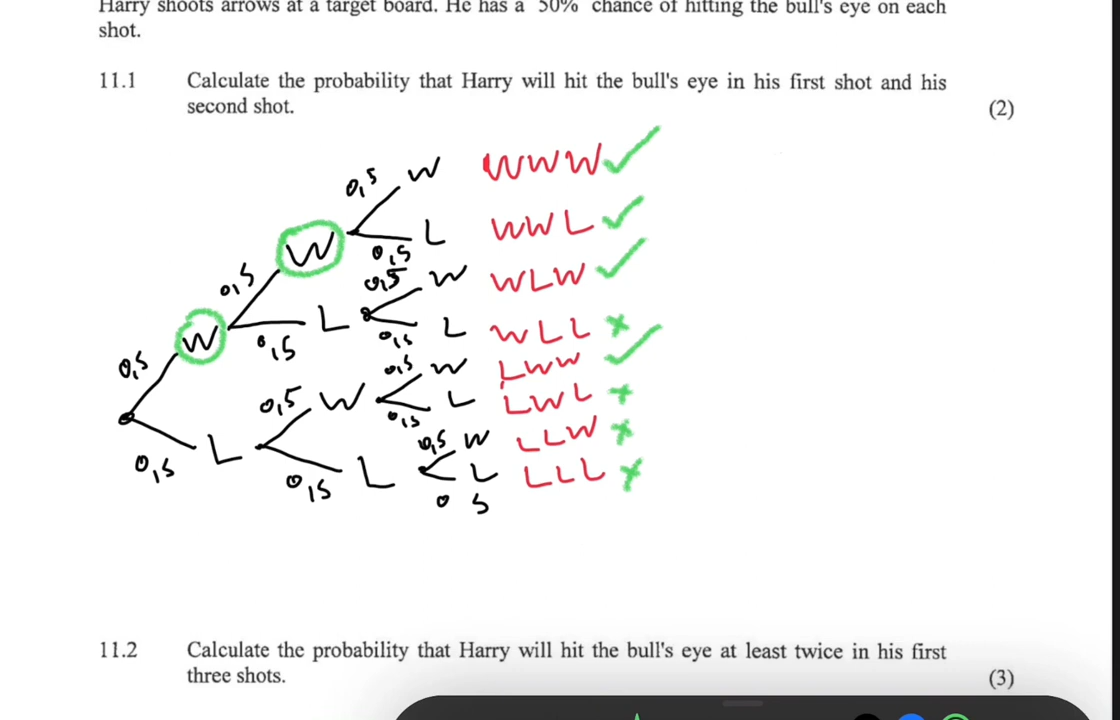 Harry shoots arrows at a target board. He has a 50% chance of hitting the bull's eye on each
shot.
11.1 Calculate the probability that Harry will hit the bull's eye in his first shot and his
second shot. (2)
0,5 W WWW
W 0,5 L WWL
0,5 0,5 W WLW
W 0,5 L 0,5 L WLL
0,5 0,5 W LWW
0,5 W 0,5 L LWL
0,5 L 0,5 W LLW
0,5 L 0 5 L LLL
11.2 Calculate the probability that Harry will hit the bull's eye at least twice in his first
three shots. (3)